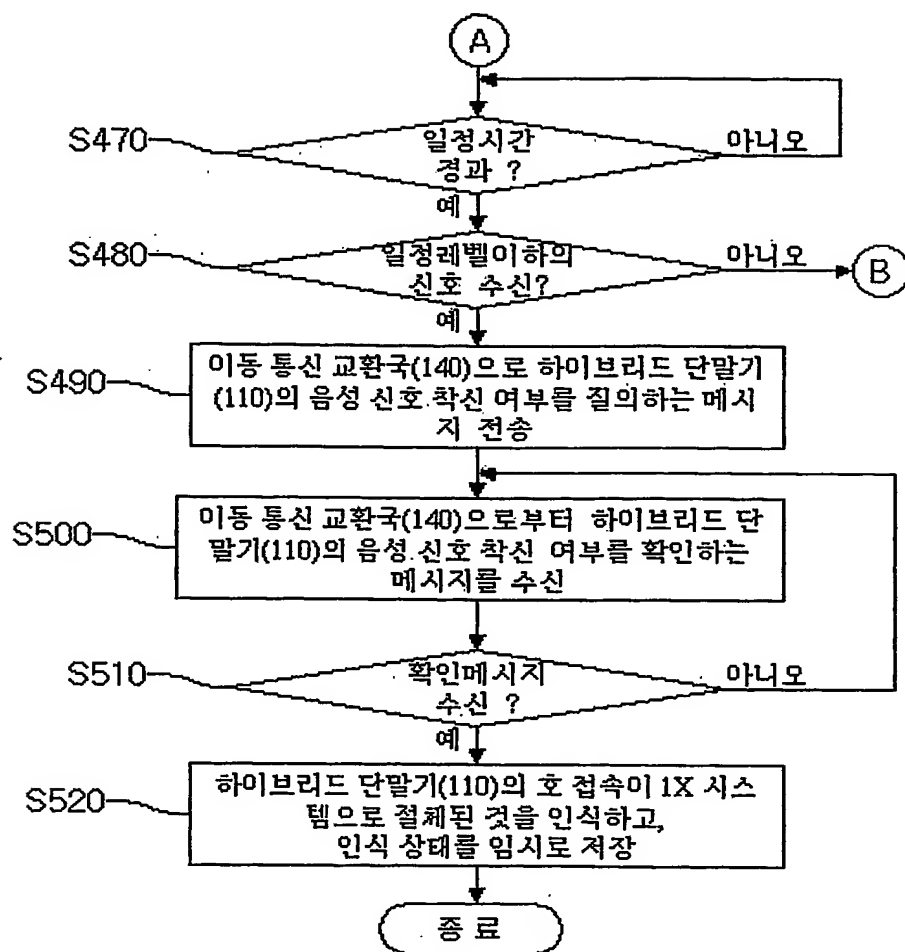 A
S470
일정시간
경과 ?
아니오
예
S480
일정레벨이하의
신호 수신?
아니오
B
예
S490
이동 통신 교환국(140)으로 하이브리드 단말기
(110)의 음성 신호 착신 여부를 질의하는 메시
지 전송
S500
이동 통신 교환국(140)으로부터 하이브리드 단
말기(110)의 음성 신호 착신 여부를 확인하는
메시지를 수신
S510
확인메시지
수신 ?
아니오
예
S520
하이브리드 단말기(110)의 호 접속이 1X 시스
템으로 절체된 것을 인식하고,
인식 상태를 임시로 저장
종 료